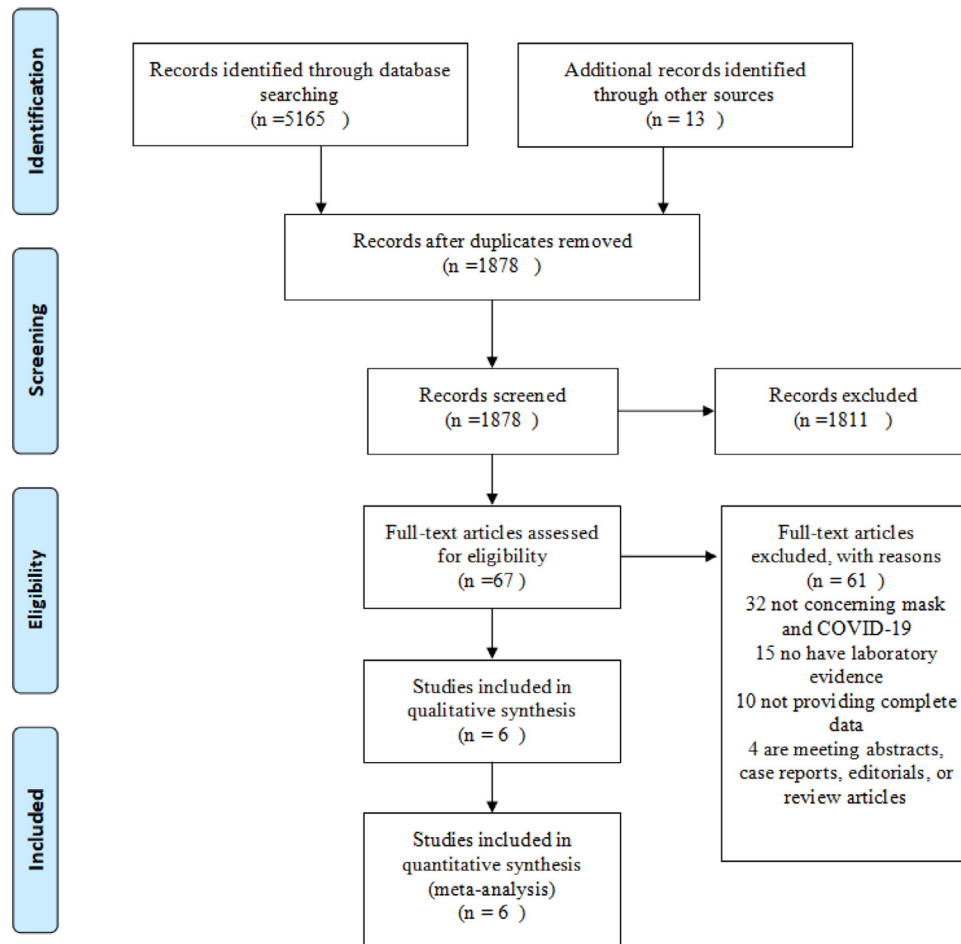 Identification
Records identified through database
searching
(n =5165 )
Additional records identified
through other sources
(n = 13 )
Records after duplicates removed
(n =1878 )
Screening
Records screened
(n =1878 )
Records excluded
(n =1811 )
Eligibility
Full-text articles assessed
for eligibility
(n =67 )
Full-text articles
excluded, with reasons
(n = 61 )
32 not concerning mask
and COVID-19
15 no have laboratory
evidence
10 not providing complete
data
4 are meeting abstracts,
case reports, editorials, or
review articles
Studies included in
qualitative synthesis
(n = 6 )
Included
Studies included in
quantitative synthesis
(meta-analysis)
(n = 6 )